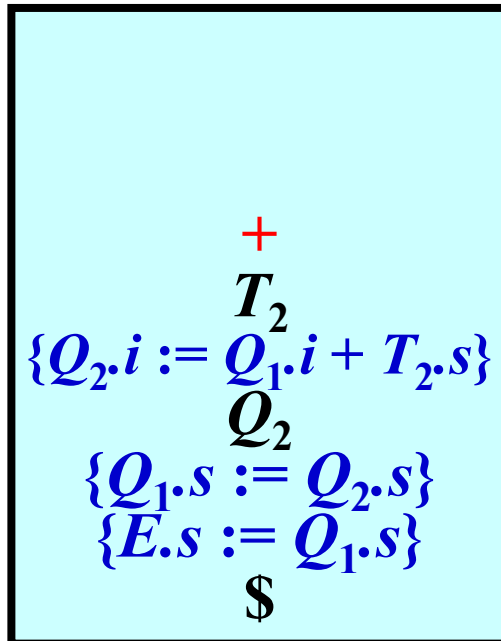 +
T₂
{Q₂.i := Q₁.i + T₂.s}
Q₂
{Q₁.s := Q₂.s}
{E.s := Q₁.s}
$